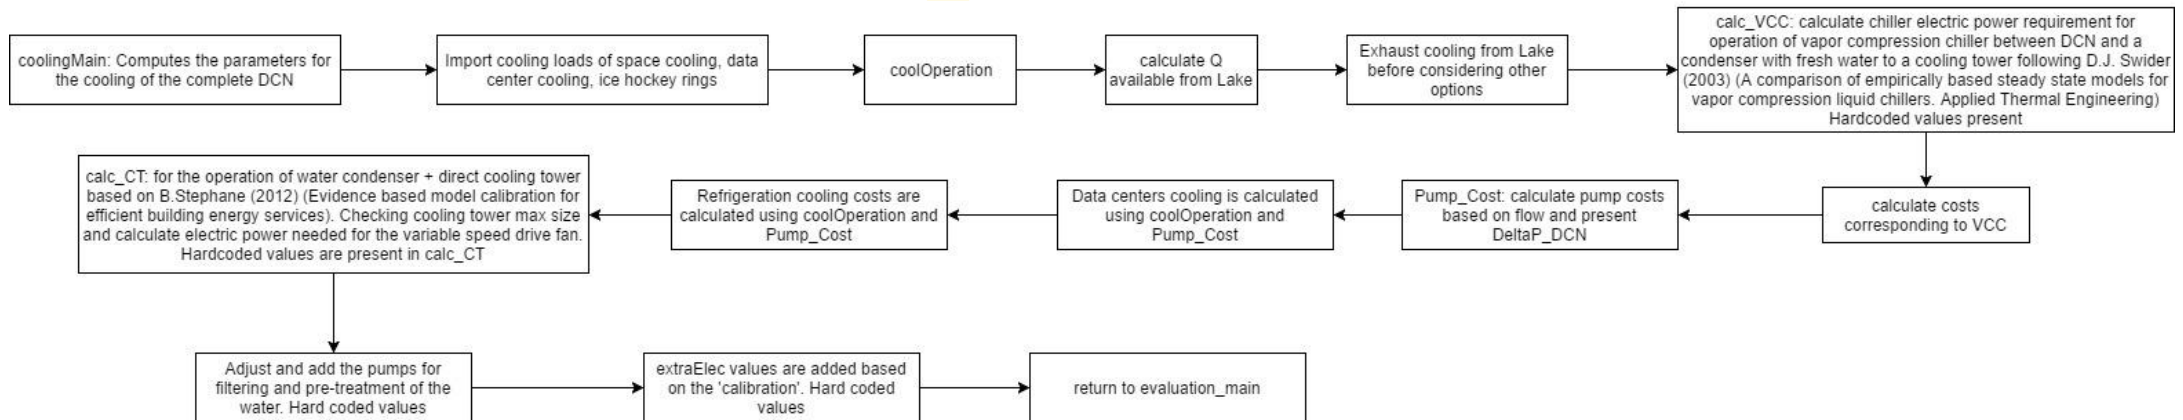 coolingMain: Computes the parameters for
the cooling of the complete DCN
Import cooling loads of space cooling, data
center cooling, ice hockey rings
coolOperation
calculate Q
available from Lake
Exhaust cooling from Lake
before considering other
options
calc_VCC: calculate chiller electric power requirement for
operation of vapor compression chiller between DCN and a
condenser with fresh water to a cooling tower following D.J. Swider
(2003) (A comparison of empirically based steady state models for
vapor compression liquid chillers. Applied Thermal Engineering)
Hardcoded values present
calculate costs
corresponding to VCC
Pump_Cost: calculate pump costs
based on flow and present
DeltaP_DCN
Data centers cooling is calculated
using coolOperation and
Pump_Cost
Refrigeration cooling costs are
calculated using coolOperation and
Pump_Cost
calc_CT: for the operation of water condenser + direct cooling tower
based on B.Stephane (2012) (Evidence based model calibration for
efficient building energy services). Checking cooling tower max size
and calculate electric power needed for the variable speed drive fan.
Hardcoded values are present in calc_CT
Adjust and add the pumps for
filtering and pre-treatment of the
water. Hard coded values
extraElec values are added based
on the 'calibration'. Hard coded
values
return to evaluation_main